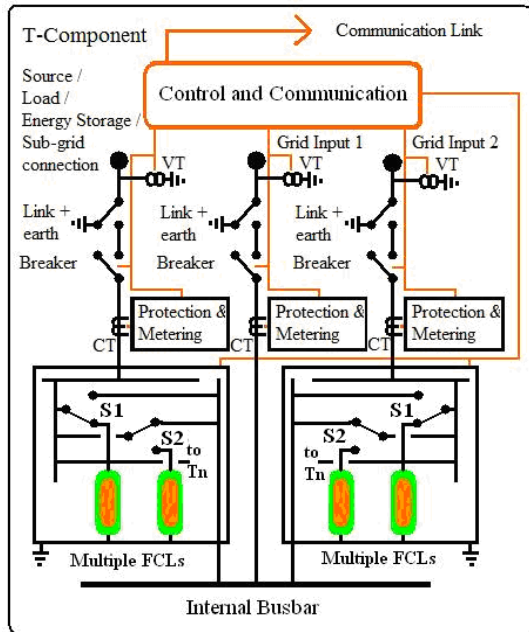 T-Component
Communication Link
Source /
Load /
Energy Storage /
Sub-grid
connection
Control and Communication
VT
Grid Input 1
VT
Grid Input 2
VT
Link +
earth
Link +
earth
Link +
earth
Breaker
Breaker
Breaker
Protection &
Metering
Protection &
Metering
Protection &
Metering
CT
CT
CT
S1
S2
to
Tn
S1
S2
to
Tn
Multiple FCLs
Multiple FCLs
Internal Busbar